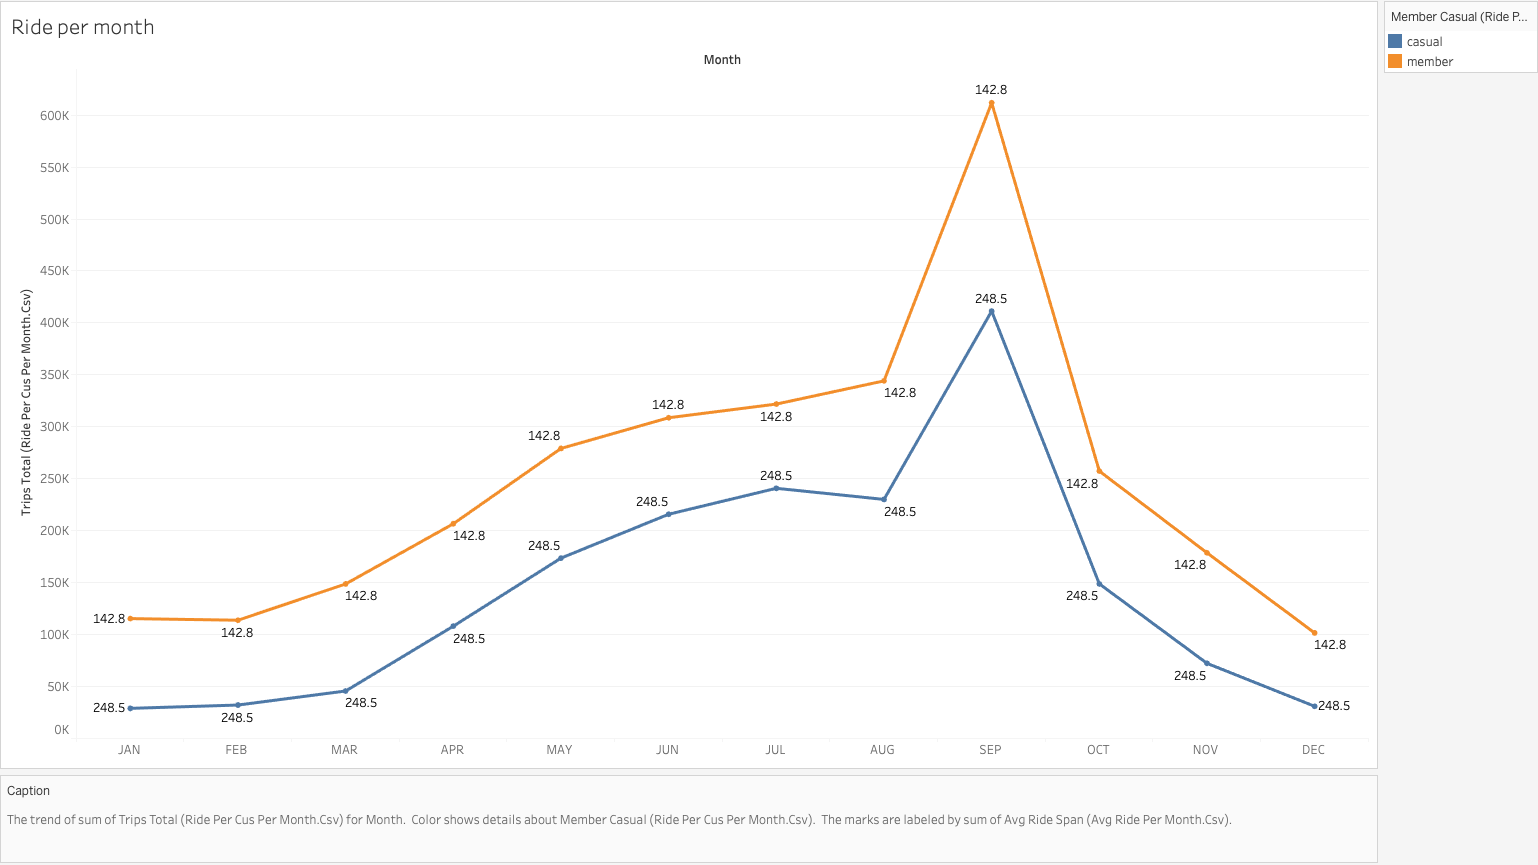 Ride per month
Member Casual (Ride P...
casual
member
Month
Trips Total (Ride Per Cus Per Month.Csv)
600K
550K
500K
450K
400K
350K
300K
250K
200K
150K
100K
50K
0K
142.8
142.8
142.8
142.8
142.8
142.8
142.8
142.8
142.8
142.8
142.8
142.8
248.5
248.5
248.5
248.5
248.5
248.5
248.5
248.5
248.5
248.5
248.5
248.5
JAN FEB MAR APR MAY JUN JUL AUG SEP OCT NOV DEC
Caption
The trend of sum of Trips Total (Ride Per Cus Per Month.Csv) for Month.  Color shows details about Member Casual (Ride Per Cus Per Month.Csv).  The marks are labeled by sum of Avg Ride Span (Avg Ride Per Month.Csv).